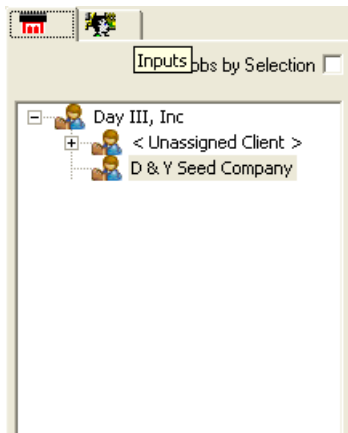 Inputs
obs by Selection
Day III, Inc
< Unassigned Client >
D & Y Seed Company